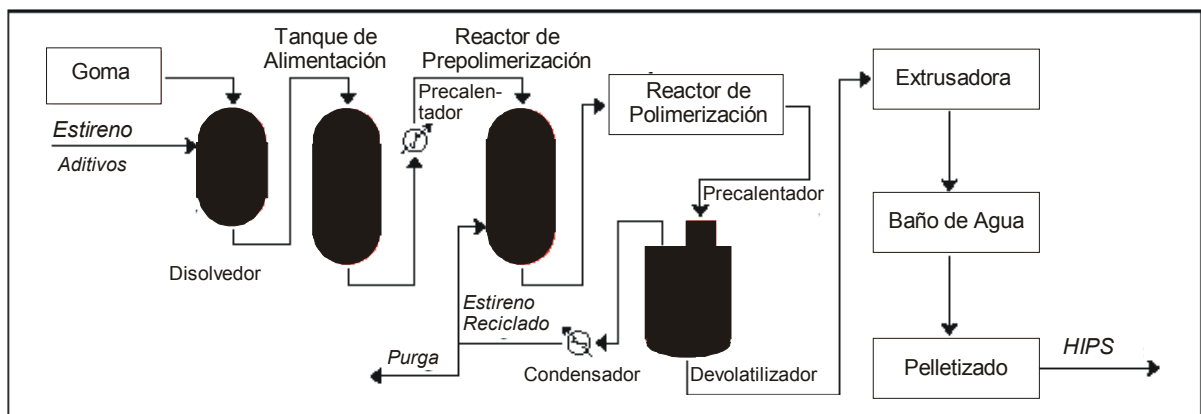 Goma
Estireno
Aditivos
Disolvedor
Tanque de
Alimentación
Reactor de
Prepolimerización
Precalen-
tador
Reactor de
Polimerización
Precalentador
Estireno
Reciclado
Purga
Condensador
Devolatilizador
Extrusadora
Baño de Agua
Pelletizado
HIPS